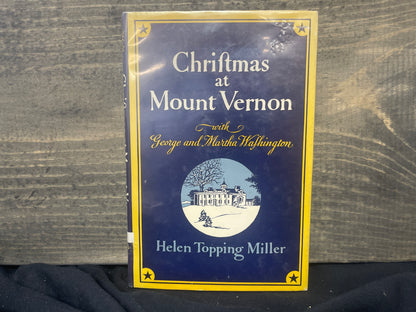 Chriſtmas
at
Mount Vernon
with
George and Martha Waſhington
Helen Topping Miller